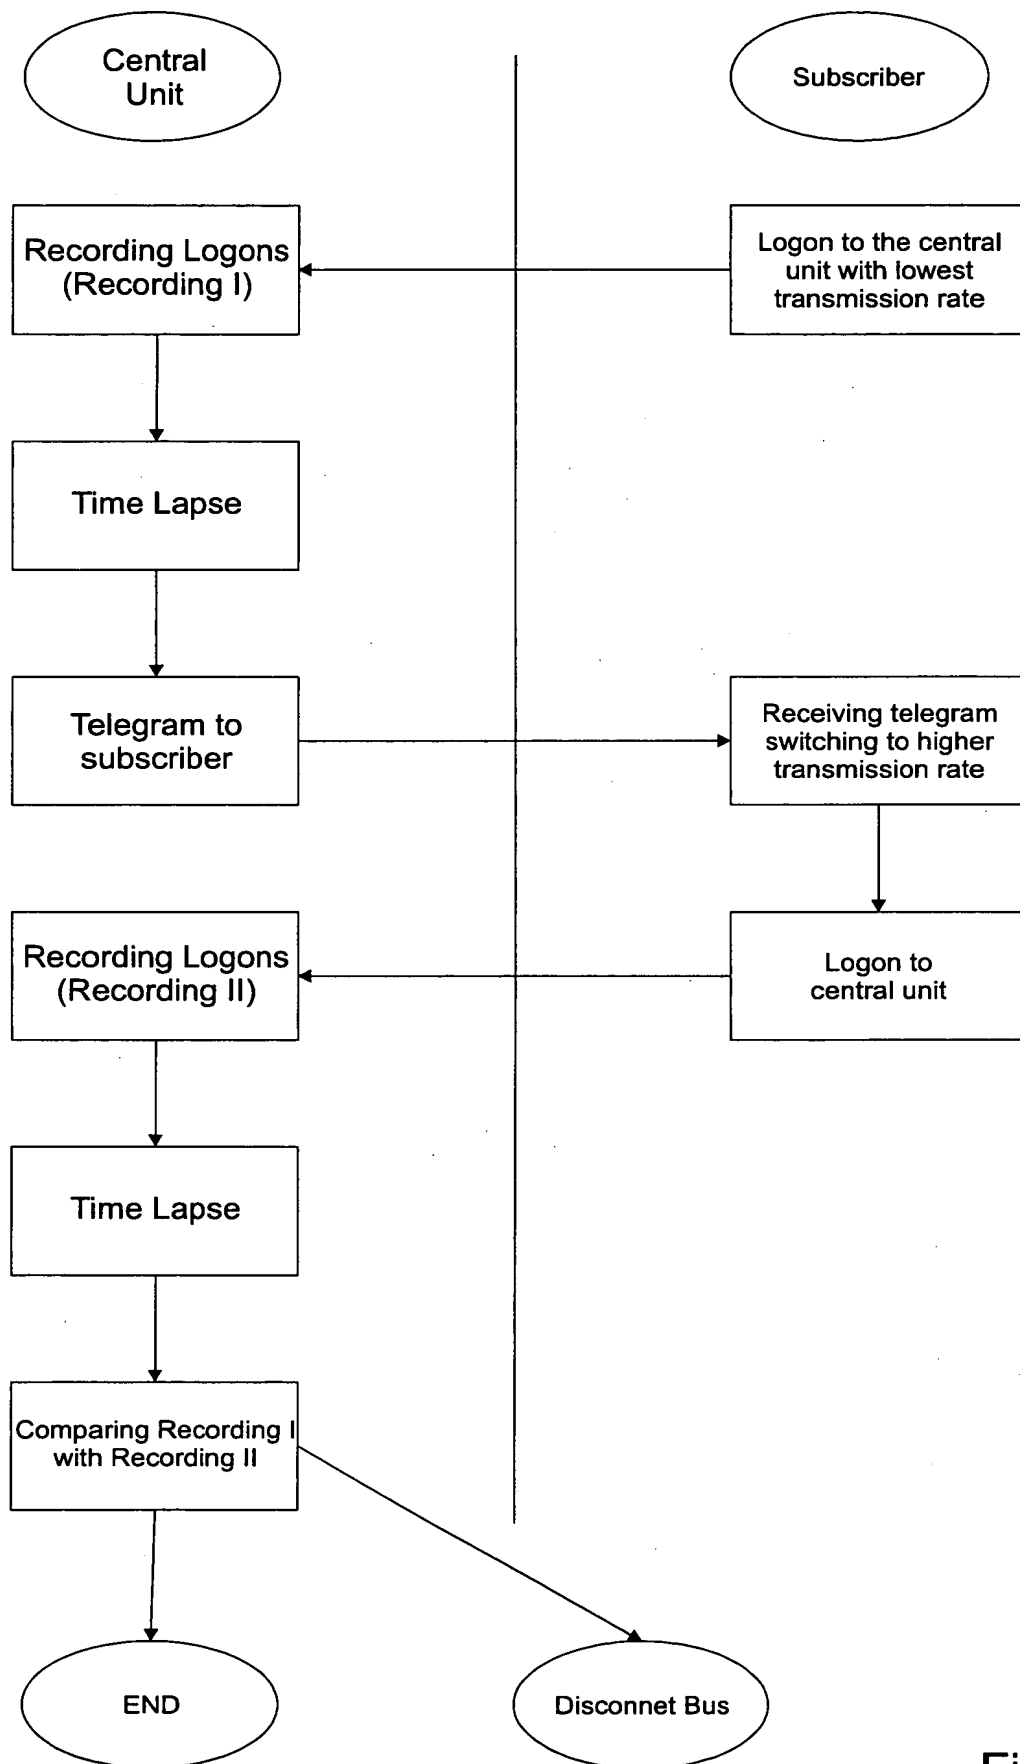 Central
Unit
Subscriber
Recording Logons
(Recording I)
Logon to the central
unit with lowest
transmission rate
Time Lapse
Telegram to
subscriber
Receiving telegram
switching to higher
transmission rate
Recording Logons
(Recording II)
Logon to
central unit
Time Lapse
Comparing Recording I
with Recording II
END
Disconnet Bus